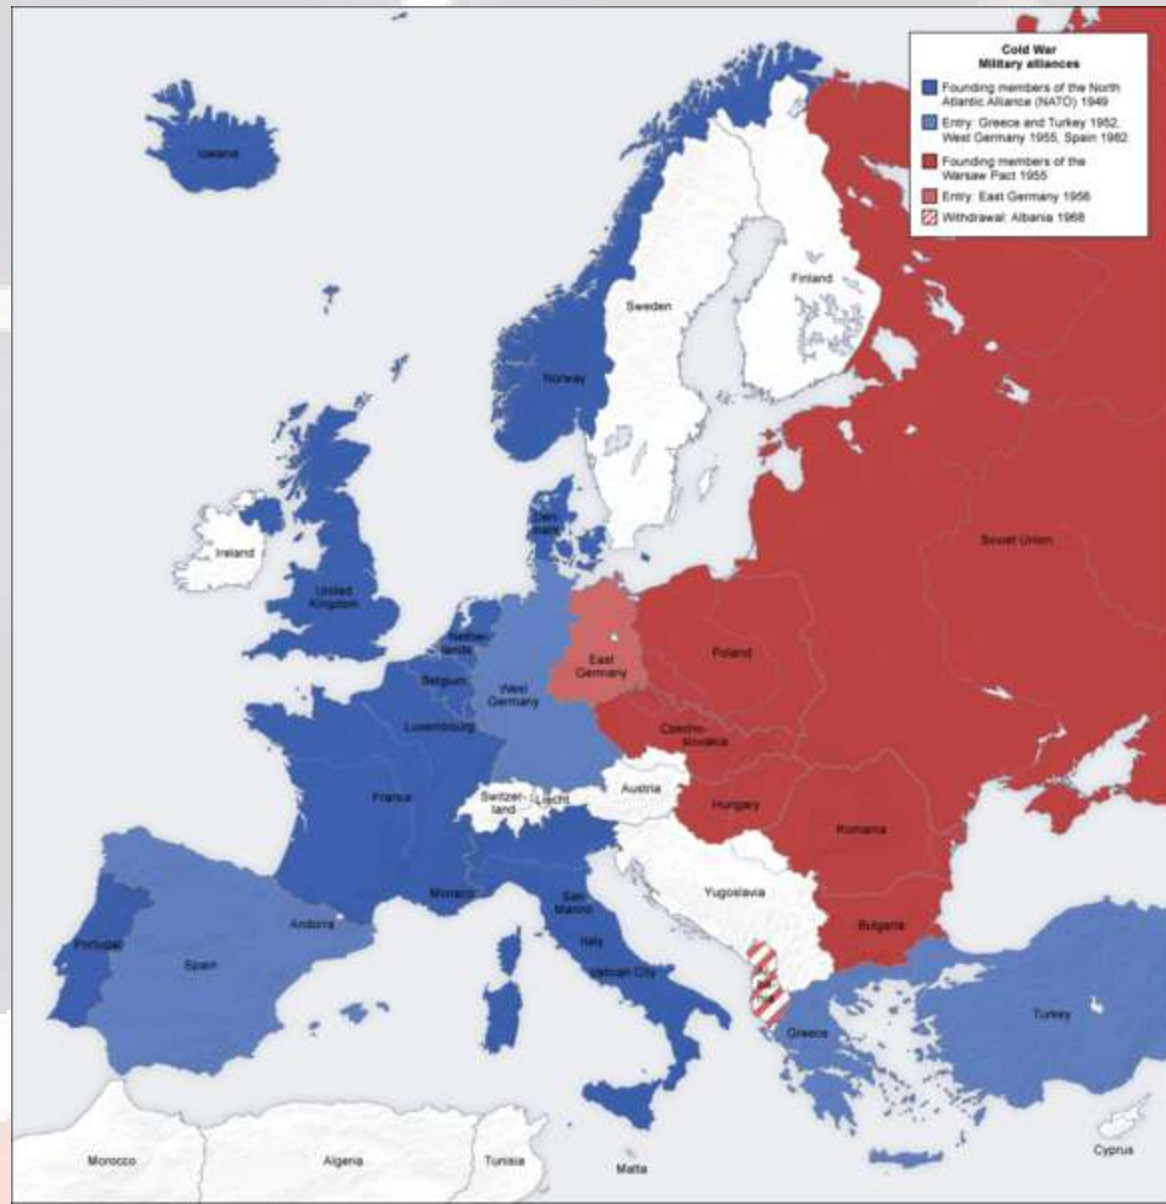 Cold War
Military alliances
Founding members of the North
Atlantic Alliance (NATO) 1949
Entry: Greece and Turkey 1952,
West Germany 1955, Spain 1982
Founding members of the
Warsaw Pact 1955
Entry: East Germany 1956
Withdrawal: Albania 1968
Iceland
Finland
Sweden
Norway
Den-
mark
Ireland
United
Kingdom
Soviet Union
Nether-
lands
Belgium
Luxembourg
West
Germany
East
Germany
Poland
Czecho-
slovakia
France
Switzer-
land
Liecht.
Austria
Hungary
Romania
Monaco
San
Marino
Yugoslavia
Andorra
Portugal
Spain
Italy
Vatican City
Bulgaria
Greece
Turkey
Morocco
Algeria
Tunisia
Malta
Cyprus